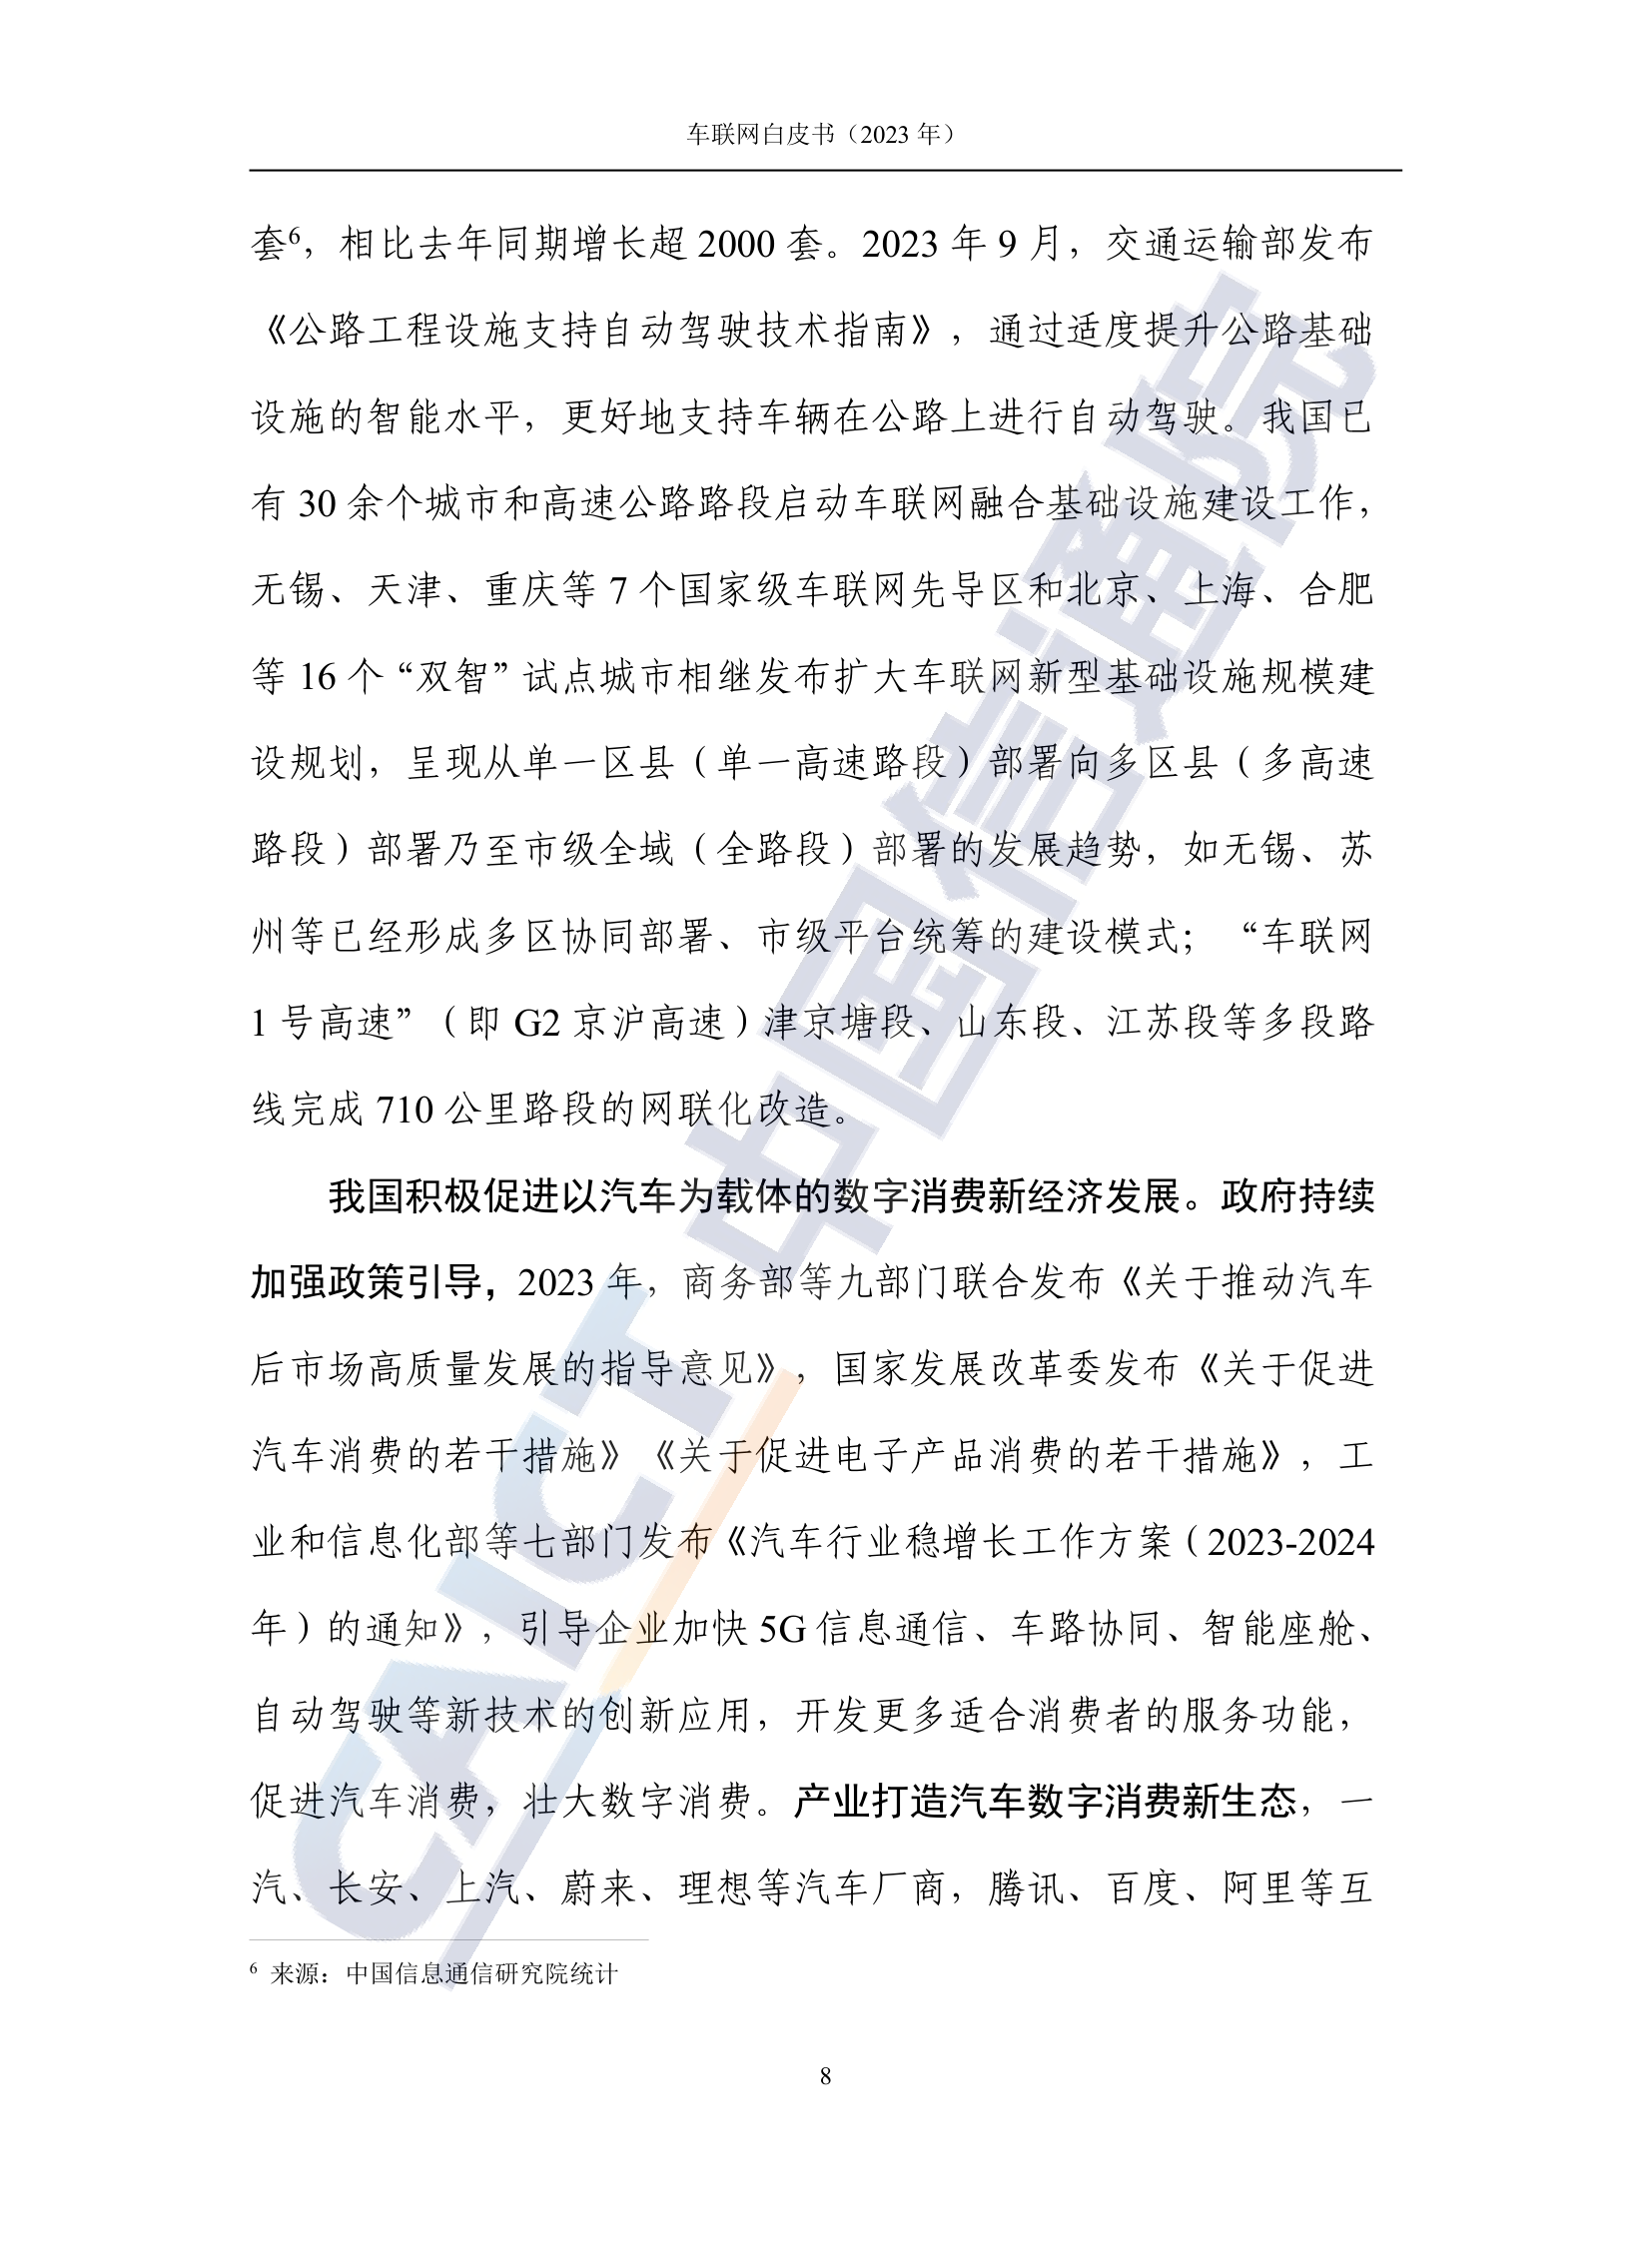 车联网白皮书（2023 年）
套⁶，相比去年同期增长超 2000 套。2023 年 9 月，交通运输部发布
《公路工程设施支持自动驾驶技术指南》，通过适度提升公路基础
设施的智能水平，更好地支持车辆在公路上进行自动驾驶。我国已
有 30 余个城市和高速公路路段启动车联网融合基础设施建设工作，
无锡、天津、重庆等 7 个国家级车联网先导区和北京、上海、合肥
等 16 个“双智”试点城市相继发布扩大车联网新型基础设施规模建
设规划，呈现从单一区县（单一高速路段）部署向多区县（多高速
路段）部署乃至市级全域（全路段）部署的发展趋势，如无锡、苏
州等已经形成多区协同部署、市级平台统筹的建设模式；“车联网
1 号高速”（即 G2 京沪高速）津京塘段、山东段、江苏段等多段路
线完成 710 公里路段的网联化改造。
我国积极促进以汽车为载体的数字消费新经济发展。政府持续
加强政策引导，2023 年，商务部等九部门联合发布《关于推动汽车
后市场高质量发展的指导意见》，国家发展改革委发布《关于促进
汽车消费的若干措施》《关于促进电子产品消费的若干措施》，工
业和信息化部等七部门发布《汽车行业稳增长工作方案（2023-2024
年）的通知》，引导企业加快 5G 信息通信、车路协同、智能座舱、
自动驾驶等新技术的创新应用，开发更多适合消费者的服务功能，
促进汽车消费，壮大数字消费。产业打造汽车数字消费新生态，一
汽、长安、上汽、蔚来、理想等汽车厂商，腾讯、百度、阿里等互
⁶ 来源：中国信息通信研究院统计
8
CAICT 中国信通院